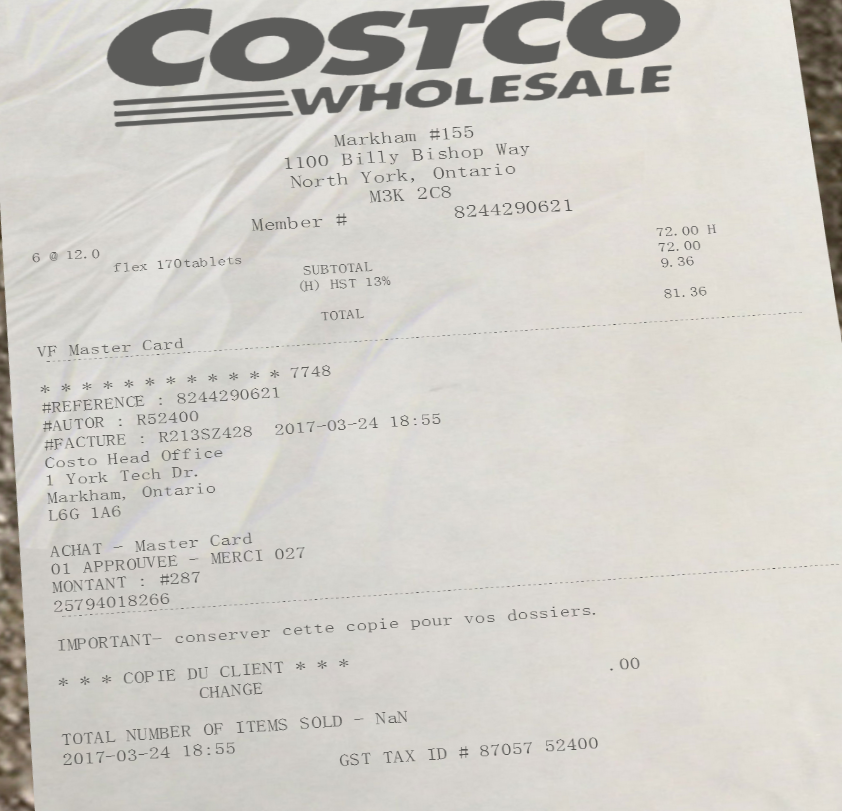 COSTCO
WHOLESALE
Markham #155
1100 Billy Bishop Way
North York, Ontario
M3K 2C8
Member # 8244290621
6 @ 12.0 72.00 H
flex 170tablets SUBTOTAL 72.00
(H) HST 13% 9.36
TOTAL 81.36
VF Master Card
* * * * * * * * * * * * 7748
#REFERENCE : 8244290621
#AUTOR : R52400
#FACTURE : R213SZ428 2017-03-24 18:55
Costo Head Office
1 York Tech Dr.
Markham, Ontario
L6G 1A6
ACHAT - Master Card
01 APPROUVEE - MERCI 027
MONTANT : #287
25794018266
IMPORTANT- conserver cette copie pour vos dossiers.
* * * COPIE DU CLIENT * * *
CHANGE .00
TOTAL NUMBER OF ITEMS SOLD - NaN
2017-03-24 18:55
GST TAX ID # 87057 52400